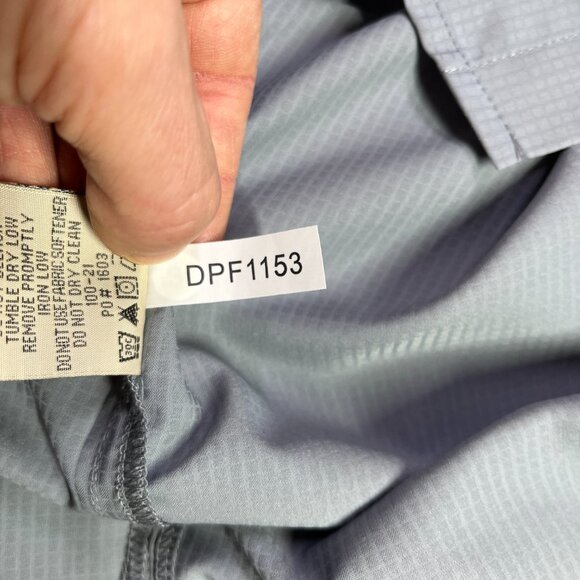 TUMBLE DRY LOW
REMOVE PROMPTLY
IRON LOW
DO NOT USE FABRIC SOFTENER
DO NOT DRY CLEAN
100-21
PO # 1603
30C
DPF1153